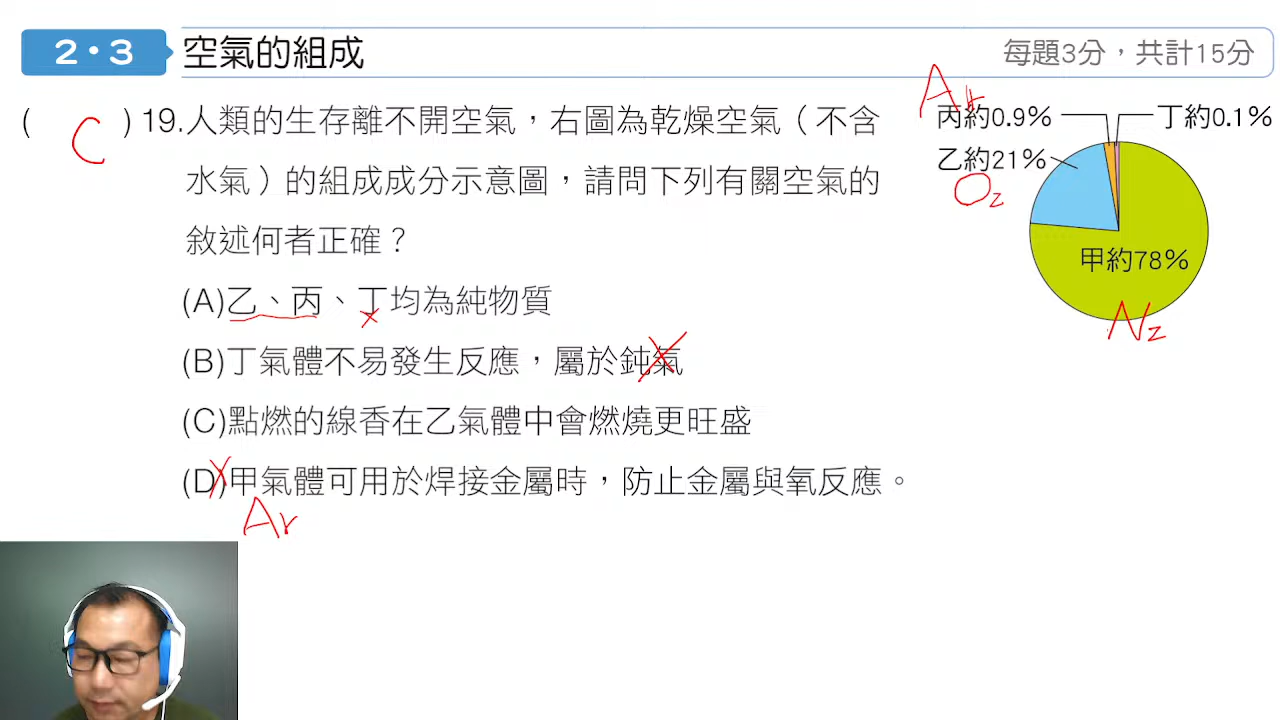 2•3 空氣的組成 每題3分，共計15分
( C ) 19.人類的生存離不開空氣，右圖為乾燥空氣（不含
水氣）的組成成分示意圖，請問下列有關空氣的
敘述何者正確？
(A)乙、丙、丁均為純物質
(B)丁氣體不易發生反應，屬於鈍氣
(C)點燃的線香在乙氣體中會燃燒更旺盛
(D)甲氣體可用於焊接金屬時，防止金屬與氧反應。
Ar
Ar
丙約0.9%
丁約0.1%
乙約21%
O2
甲約78%
N2